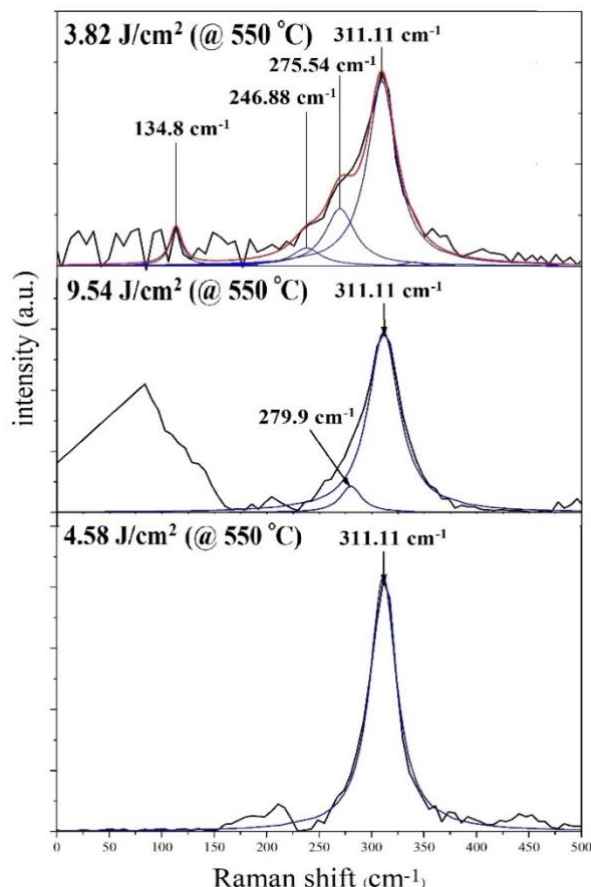 3.82 J/cm² (@ 550 °C)
311.11 cm⁻¹
275.54 cm⁻¹
246.88 cm⁻¹
134.8 cm⁻¹
9.54 J/cm² (@ 550 °C)
311.11 cm⁻¹
279.9 cm⁻¹
4.58 J/cm² (@ 550 °C)
311.11 cm⁻¹
intensity (a.u.)
0 50 100 150 200 250 300 350 400 450 500
Raman shift (cm⁻¹)